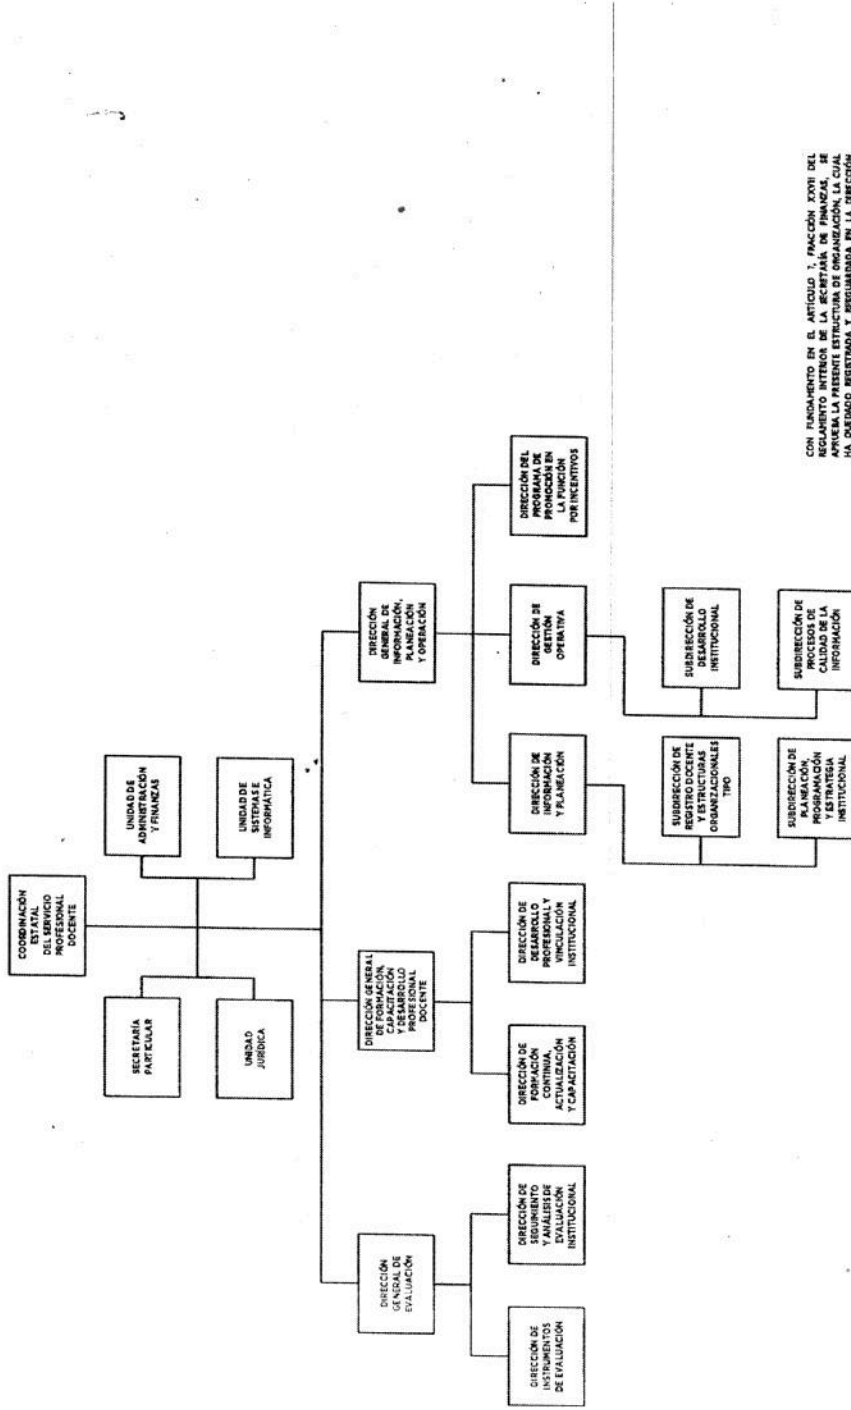 COORDINACIÓN
ESTATAL
DEL SERVICIO
PROFESIONAL
DOCENTE
SECRETARÍA
PARTICULAR
UNIDAD DE
ADMINISTRACIÓN
Y FINANZAS
UNIDAD
JURÍDICA
UNIDAD DE
SISTEMAS E
INFORMÁTICA
DIRECCIÓN
GENERAL DE
EVALUACIÓN
DIRECCIÓN GENERAL
DE FORMACIÓN,
CAPACITACIÓN
Y DESARROLLO
PROFESIONAL
DOCENTE
DIRECCIÓN
GENERAL DE
INFORMACIÓN,
PLANEACIÓN
Y OPERACIÓN
DIRECCIÓN DE
INSTRUMENTOS
DE EVALUACIÓN
DIRECCIÓN DE
SEGUIMIENTO
Y ANÁLISIS DE
EVALUACIÓN
INSTITUCIONAL
DIRECCIÓN DE
FORMACIÓN
CONTINUA,
ACTUALIZACIÓN
Y CAPACITACIÓN
DIRECCIÓN DE
DESARROLLO
PROFESIONAL Y
VINCULACIÓN
INSTITUCIONAL
DIRECCIÓN DE
INFORMACIÓN
Y PLANEACIÓN
DIRECCIÓN DE
GESTIÓN
OPERATIVA
DIRECCIÓN DEL
PROGRAMA DE
PROMOCIÓN EN
LA FUNCIÓN
POR INCENTIVOS
SUBDIRECCIÓN DE
REGISTRO DOCENTE
Y ESTRUCTURAS
ORGANIZACIONALES
TIPO
SUBDIRECCIÓN DE
DESARROLLO
INSTITUCIONAL
SUBDIRECCIÓN DE
PLANEACIÓN,
PROGRAMACIÓN
Y ESTRATEGIA
INSTITUCIONAL
SUBDIRECCIÓN DE
PROCESOS DE
CALIDAD DE LA
INFORMACIÓN
CON FUNDAMENTO EN EL ARTÍCULO 7, FRACCIÓN XXVII DEL
REGLAMENTO INTERIOR DE LA SECRETARÍA DE FINANZAS, SE
APRUEBA LA PRESENTE ESTRUCTURA DE ORGANIZACIÓN, LA CUAL
HA QUEDADO REGISTRADA Y RESGUARDADA EN LA DIRECCIÓN